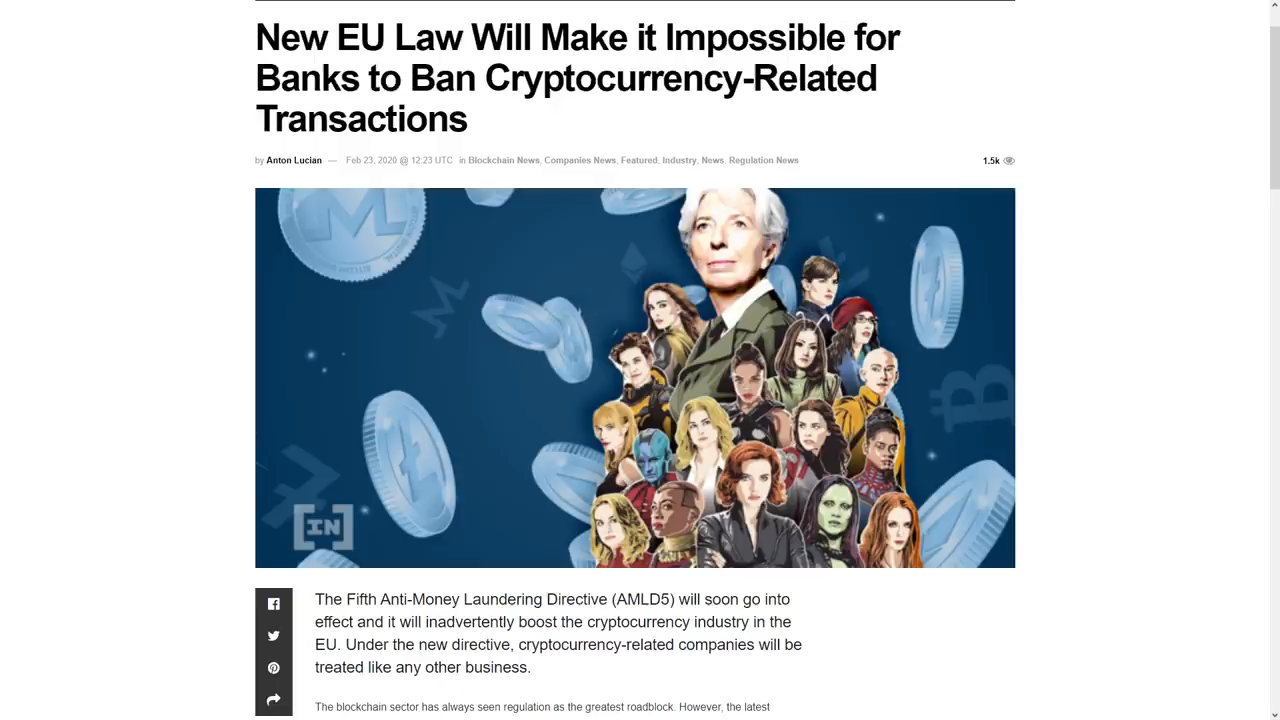 New EU Law Will Make it Impossible for
Banks to Ban Cryptocurrency-Related
Transactions
by Anton Lucian — Feb 23, 2020 @ 12:23 UTC in Blockchain News, Companies News, Featured, Industry, News, Regulation News 1.5k
[IN]
The Fifth Anti-Money Laundering Directive (AMLD5) will soon go into
effect and it will inadvertently boost the cryptocurrency industry in the
EU. Under the new directive, cryptocurrency-related companies will be
treated like any other business.
The blockchain sector has always seen regulation as the greatest roadblock. However, the latest